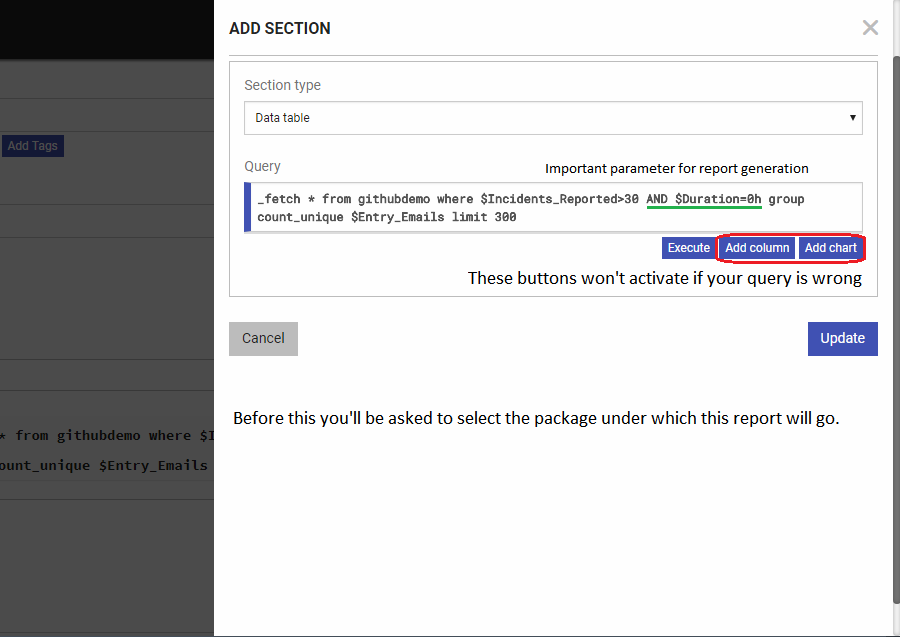 ADD SECTION
Section type
Data table
Add Tags
Query
Important parameter for report generation
_fetch * from githubdemo where $Incidents_Reported>30 AND $Duration=0h group
count_unique $Entry_Emails limit 300
Execute
Add column
Add chart
These buttons won't activate if your query is wrong
Cancel
Update
Before this you'll be asked to select the package under which this report will go.
* from githubdemo where $I
ount_unique $Entry_Emails